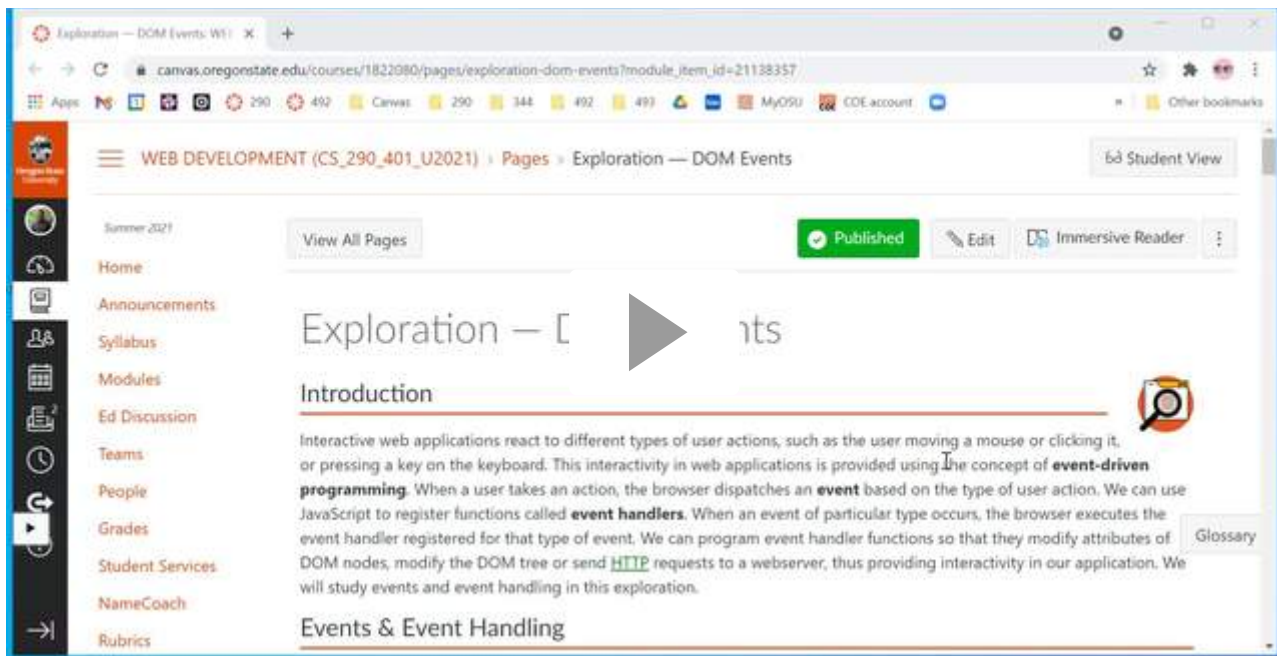 Exploration — DOM Events: WE
canvas.oregonstate.edu/courses/1822080/pages/exploration-dom-events?module_item_id=21138357
Apps 290 492 Canvas 290 344 492 493 MyOSU COE account Other bookmarks
WEB DEVELOPMENT (CS_290_401_U2021) › Pages › Exploration — DOM Events
Student View
Summer 2021
View All Pages
Published
Edit
Immersive Reader
Home
Announcements
Syllabus
Modules
Ed Discussion
Teams
People
Grades
Student Services
NameCoach
Rubrics
2
Exploration — D nts
Introduction
Interactive web applications react to different types of user actions, such as the user moving a mouse or clicking it,
or pressing a key on the keyboard. This interactivity in web applications is provided using the concept of event-driven
programming. When a user takes an action, the browser dispatches an event based on the type of user action. We can use
JavaScript to register functions called event handlers. When an event of particular type occurs, the browser executes the
event handler registered for that type of event. We can program event handler functions so that they modify attributes of
DOM nodes, modify the DOM tree or send HTTP requests to a webserver, thus providing interactivity in our application. We
will study events and event handling in this exploration.
Glossary
Events & Event Handling